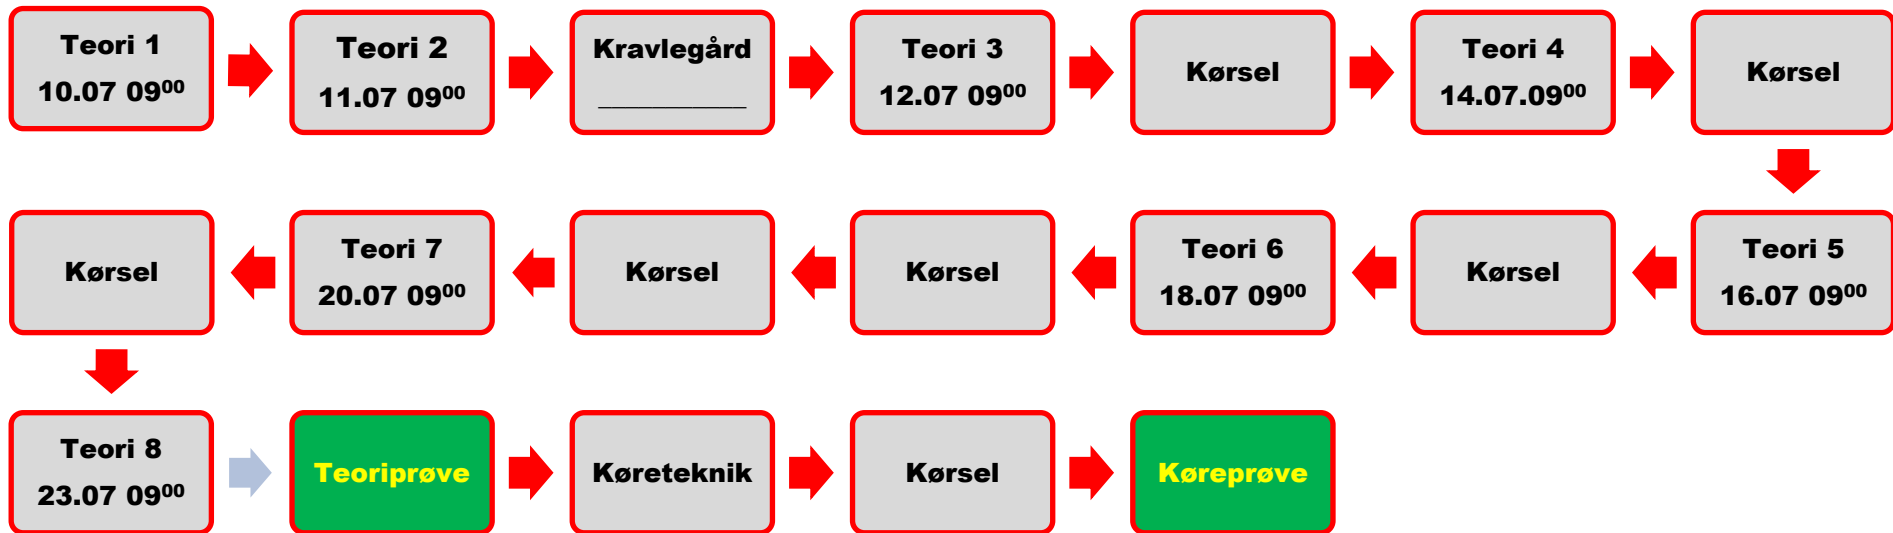 Teori 1
10.07 09⁰⁰
Teori 2
11.07 09⁰⁰
Kravlegård
___________
Teori 3
12.07 09⁰⁰
Kørsel
Teori 4
14.07.09⁰⁰
Kørsel
Teori 5
16.07 09⁰⁰
Kørsel
Teori 6
18.07 09⁰⁰
Kørsel
Kørsel
Teori 7
20.07 09⁰⁰
Kørsel
Teori 8
23.07 09⁰⁰
Teoriprøve
Køreteknik
Kørsel
Køreprøve